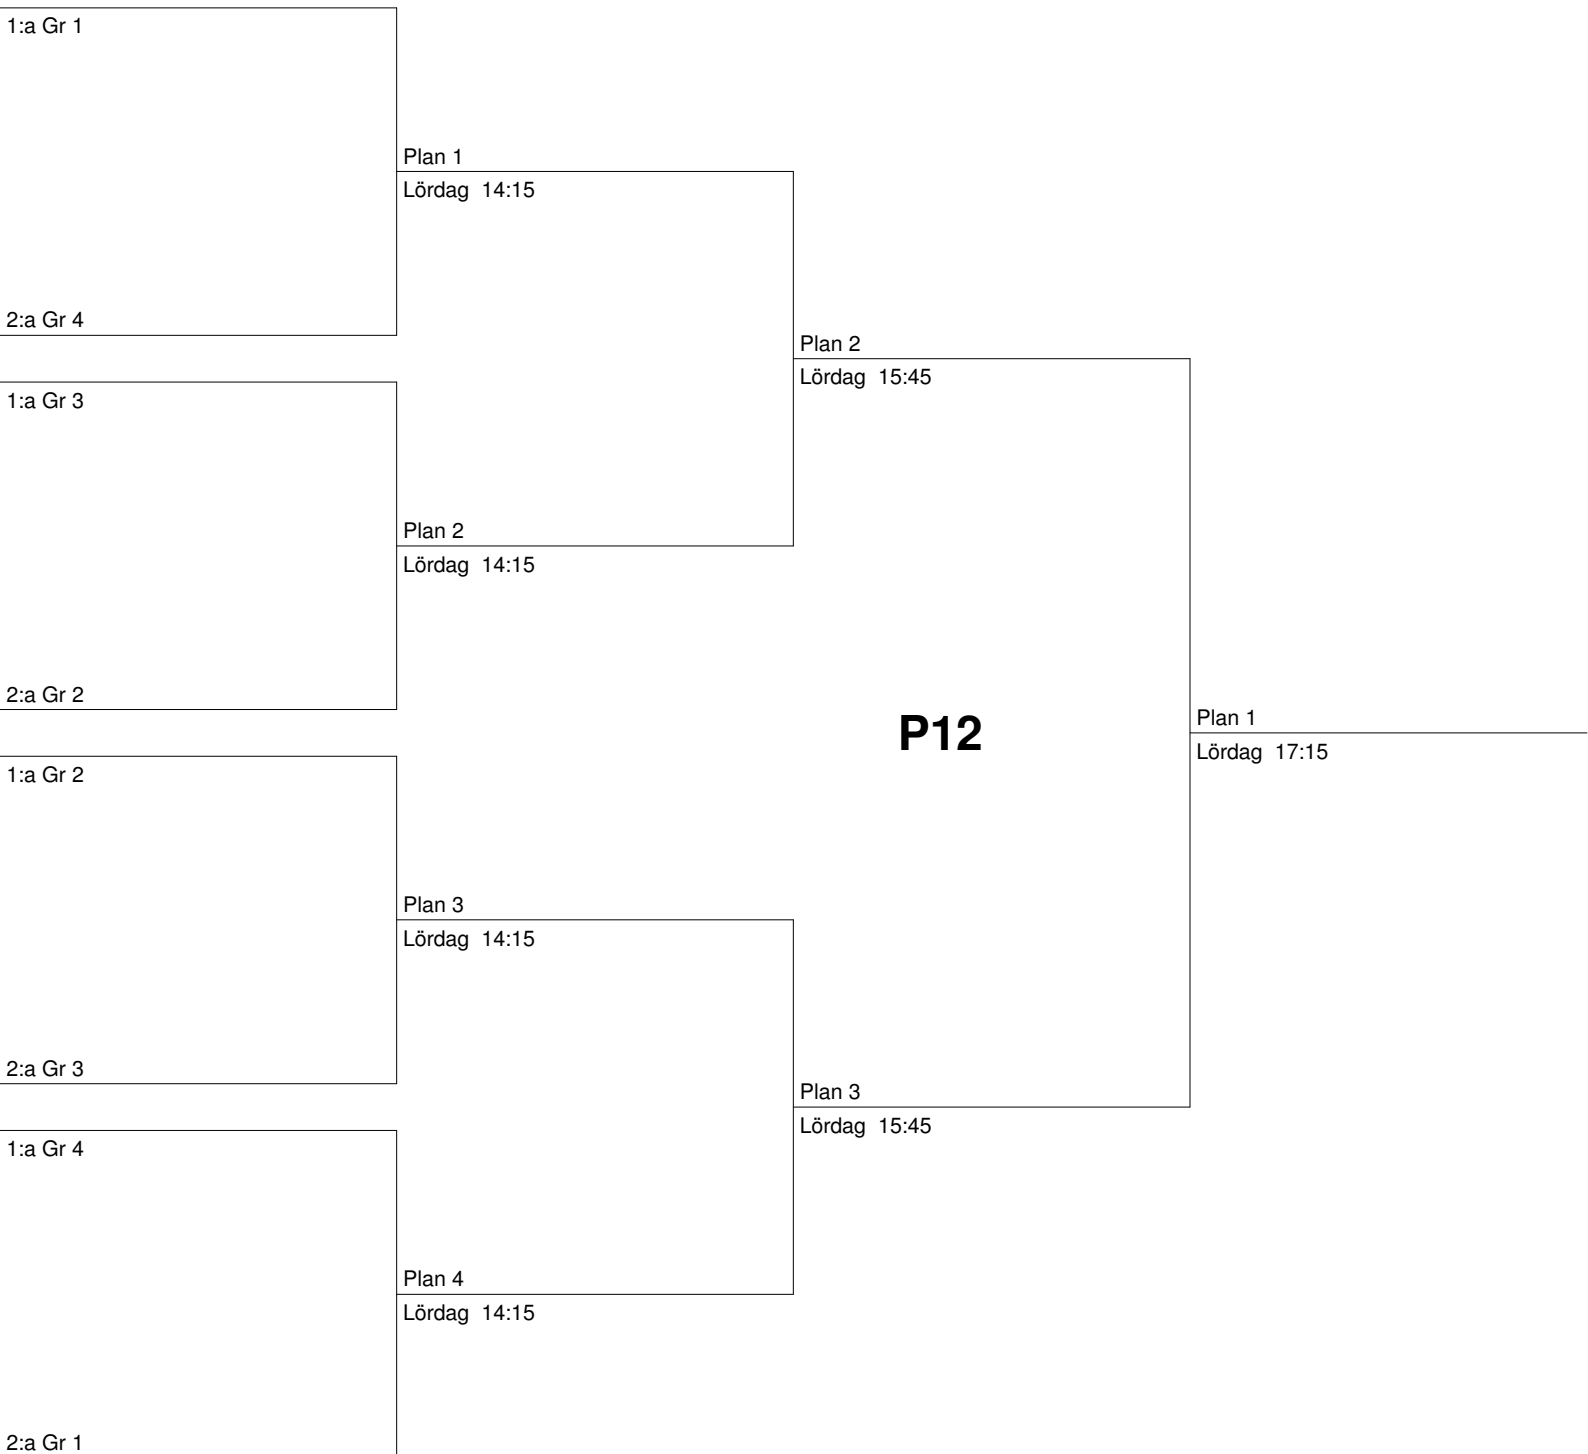 1:a Gr 1
Plan 1
Lördag 14:15
2:a Gr 4
Plan 2
Lördag 15:45
1:a Gr 3
Plan 2
Lördag 14:15
2:a Gr 2
P12
Plan 1
Lördag 17:15
1:a Gr 2
Plan 3
Lördag 14:15
2:a Gr 3
Plan 3
Lördag 15:45
1:a Gr 4
Plan 4
Lördag 14:15
2:a Gr 1